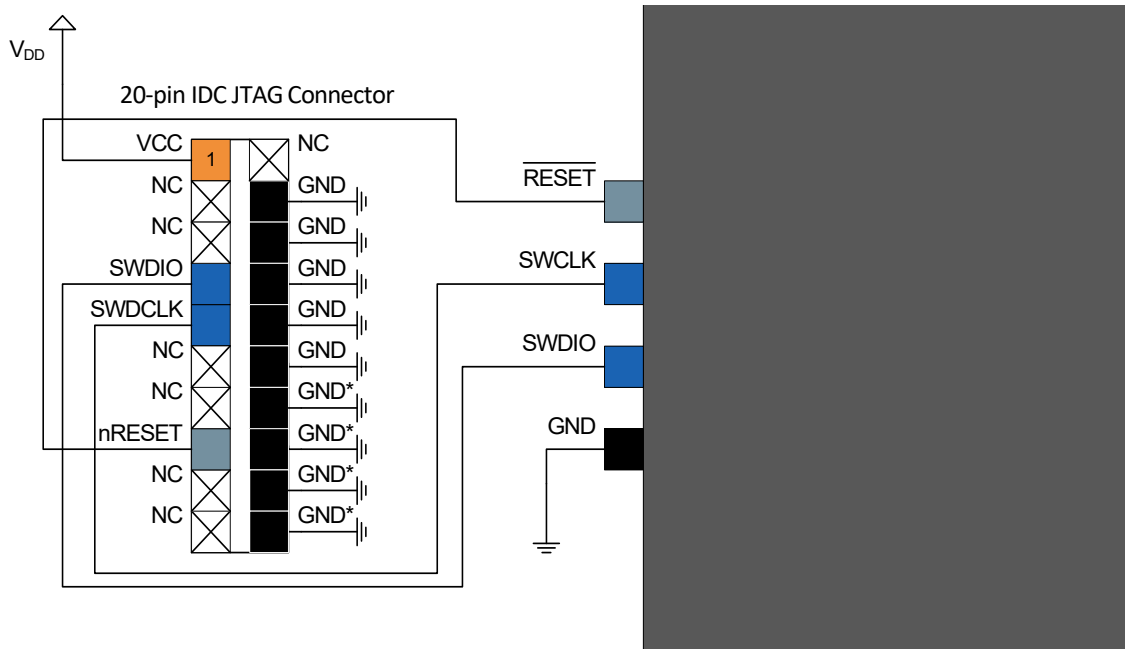 VDD
20-pin IDC JTAG Connector
VCC 1 NC
NC GND
NC GND
SWDIO GND
SWDCLK GND
NC GND
NC GND*
nRESET GND*
NC GND*
NC GND*
RESET
SWCLK
SWDIO
GND